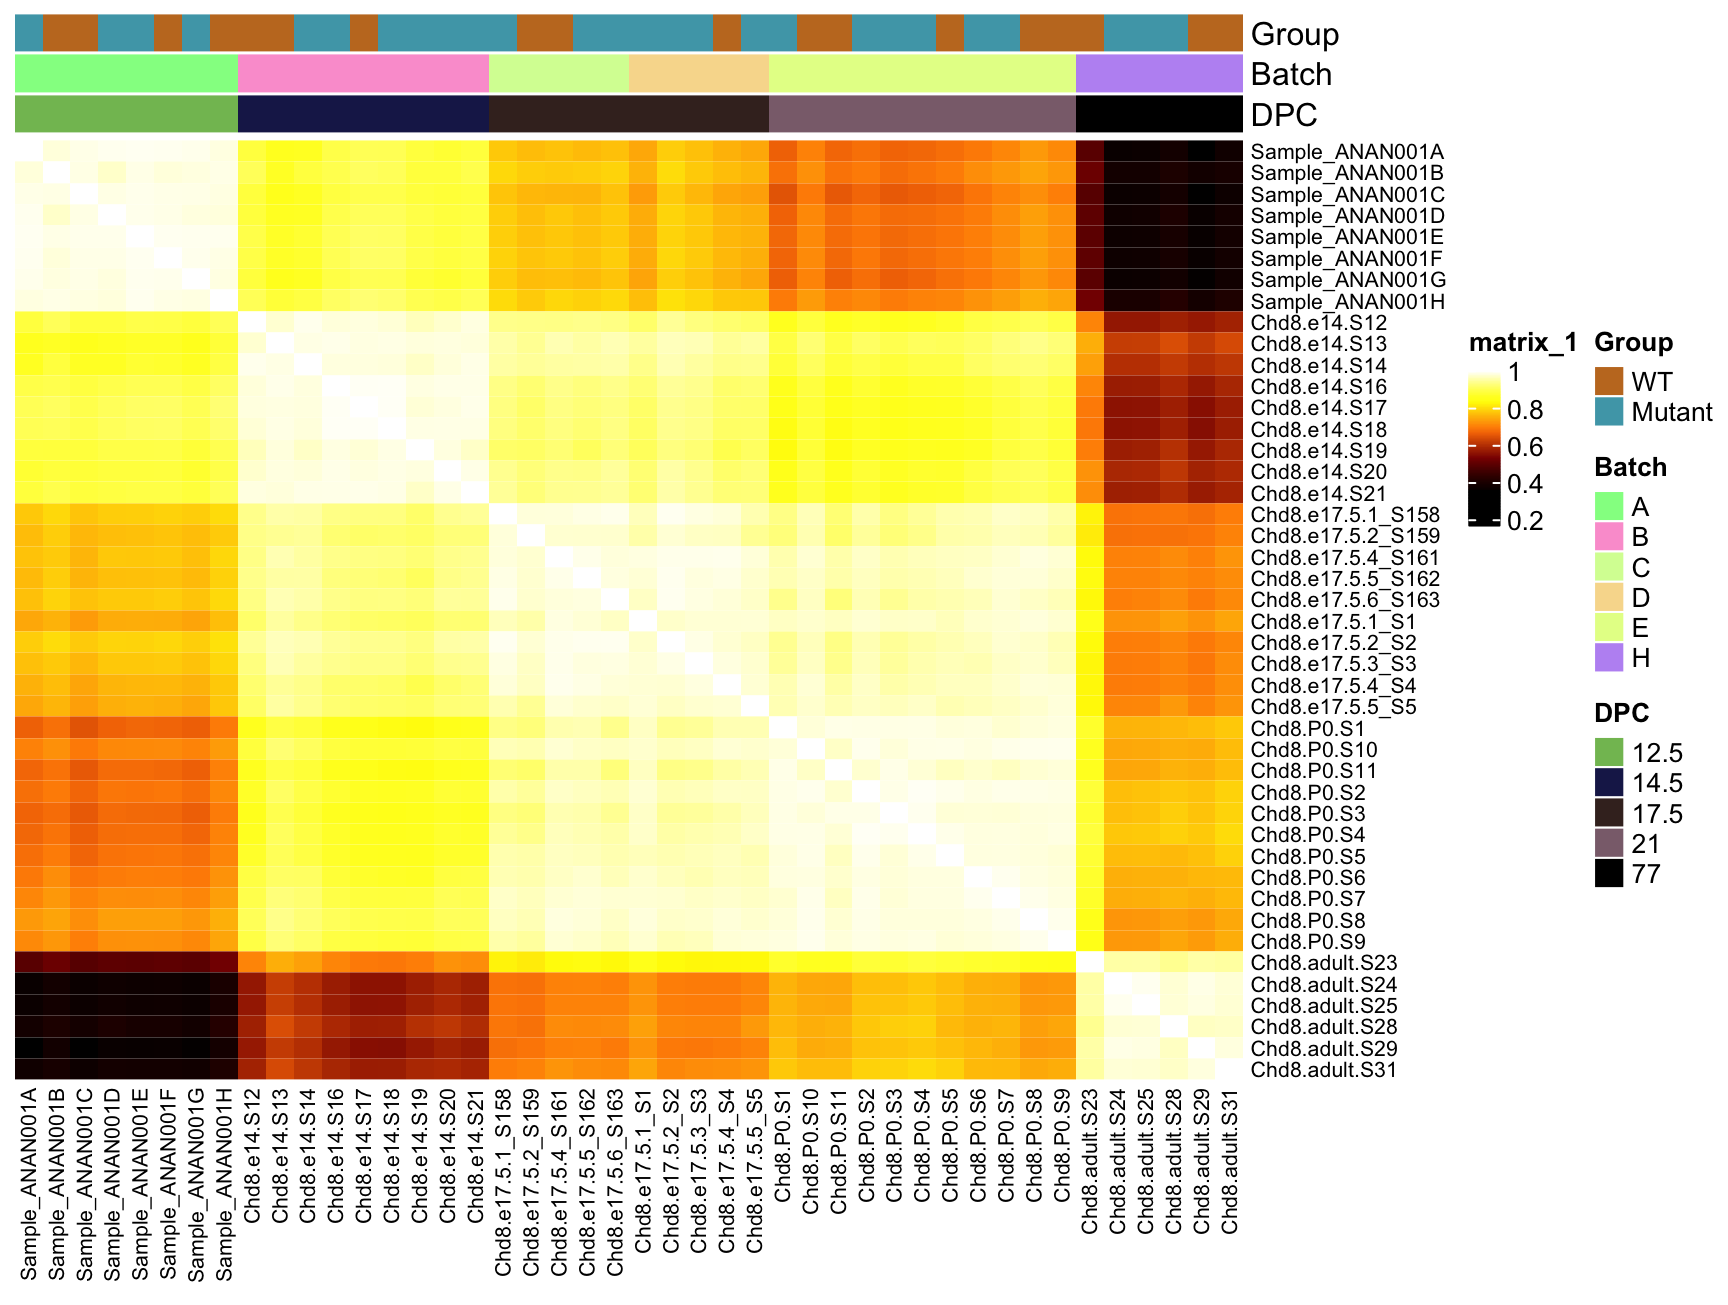 Group
Batch
DPC
Sample_ANAN001A
Sample_ANAN001B
Sample_ANAN001C
Sample_ANAN001D
Sample_ANAN001E
Sample_ANAN001F
Sample_ANAN001G
Sample_ANAN001H
Chd8.e14.S12
Chd8.e14.S13
Chd8.e14.S14
Chd8.e14.S16
Chd8.e14.S17
Chd8.e14.S18
Chd8.e14.S19
Chd8.e14.S20
Chd8.e14.S21
Chd8.e17.5.1_S158
Chd8.e17.5.2_S159
Chd8.e17.5.4_S161
Chd8.e17.5.5_S162
Chd8.e17.5.6_S163
Chd8.e17.5.1_S1
Chd8.e17.5.2_S2
Chd8.e17.5.3_S3
Chd8.e17.5.4_S4
Chd8.e17.5.5_S5
Chd8.P0.S1
Chd8.P0.S10
Chd8.P0.S11
Chd8.P0.S2
Chd8.P0.S3
Chd8.P0.S4
Chd8.P0.S5
Chd8.P0.S6
Chd8.P0.S7
Chd8.P0.S8
Chd8.P0.S9
Chd8.adult.S23
Chd8.adult.S24
Chd8.adult.S25
Chd8.adult.S28
Chd8.adult.S29
Chd8.adult.S31
Sample_ANAN001A
Sample_ANAN001B
Sample_ANAN001C
Sample_ANAN001D
Sample_ANAN001E
Sample_ANAN001F
Sample_ANAN001G
Sample_ANAN001H
Chd8.e14.S12
Chd8.e14.S13
Chd8.e14.S14
Chd8.e14.S16
Chd8.e14.S17
Chd8.e14.S18
Chd8.e14.S19
Chd8.e14.S20
Chd8.e14.S21
Chd8.e17.5.1_S158
Chd8.e17.5.2_S159
Chd8.e17.5.4_S161
Chd8.e17.5.5_S162
Chd8.e17.5.6_S163
Chd8.e17.5.1_S1
Chd8.e17.5.2_S2
Chd8.e17.5.3_S3
Chd8.e17.5.4_S4
Chd8.e17.5.5_S5
Chd8.P0.S1
Chd8.P0.S10
Chd8.P0.S11
Chd8.P0.S2
Chd8.P0.S3
Chd8.P0.S4
Chd8.P0.S5
Chd8.P0.S6
Chd8.P0.S7
Chd8.P0.S8
Chd8.P0.S9
Chd8.adult.S23
Chd8.adult.S24
Chd8.adult.S25
Chd8.adult.S28
Chd8.adult.S29
Chd8.adult.S31
matrix_1
1
0.8
0.6
0.4
0.2
Group
WT
Mutant
Batch
A
B
C
D
E
H
DPC
12.5
14.5
17.5
21
77